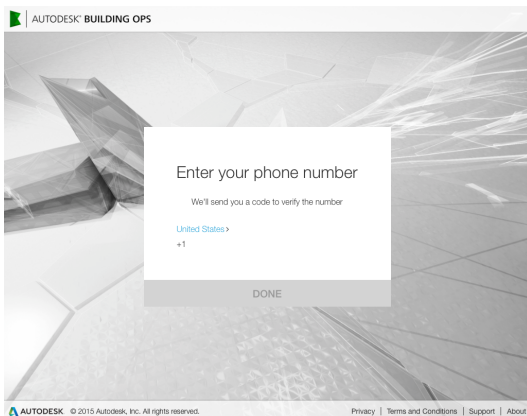 AUTODESK® BUILDING OPS
Enter your phone number
We'll send you a code to verify the number
United States >
+1
DONE
AUTODESK © 2015 Autodesk, Inc. All rights reserved. Privacy | Terms and Conditions | Support | About